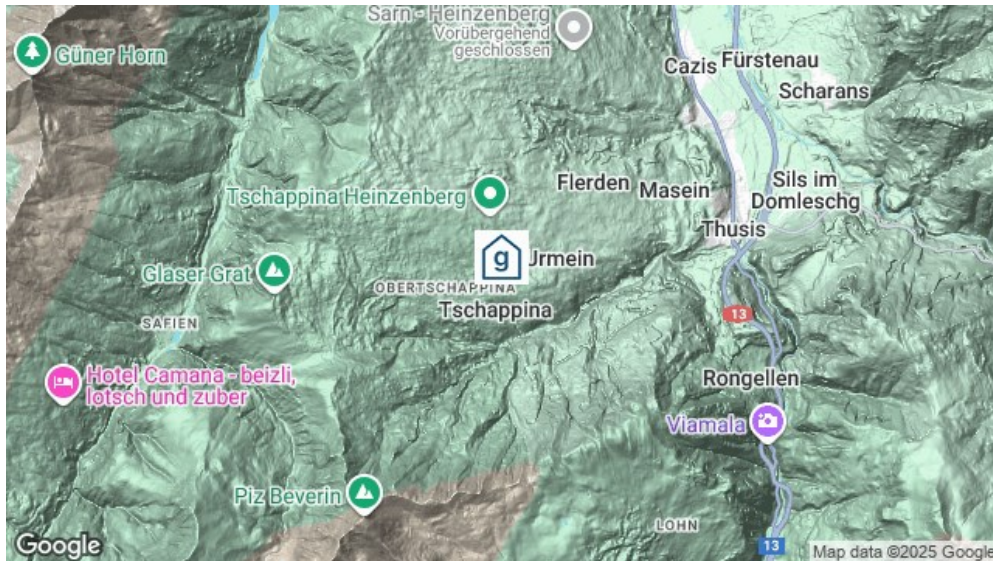 Sarn - Heinzenberg
Vorübergehend
geschlossen
Güner Horn
Cazis
Fürstenau
Scharans
Tschappina Heinzenberg
Flerden
Masein
Sils im
Domleschg
Thusis
g
Urmein
Glaser Grat
OBERTSCHAPPINA
Tschappina
SAFIEN
13
Hotel Camana - beizli,
lotsch und zuber
Rongellen
Viamala
Piz Beverin
LOHN
13
Google
Map data ©2025 Google